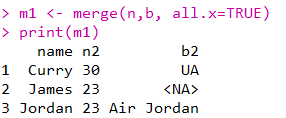 > m1 <- merge(n,b, all.x=TRUE)
> print(m1)
name n2 b2
1 Curry 30 UA
2 James 23 <NA>
3 Jordan 23 Air Jordan